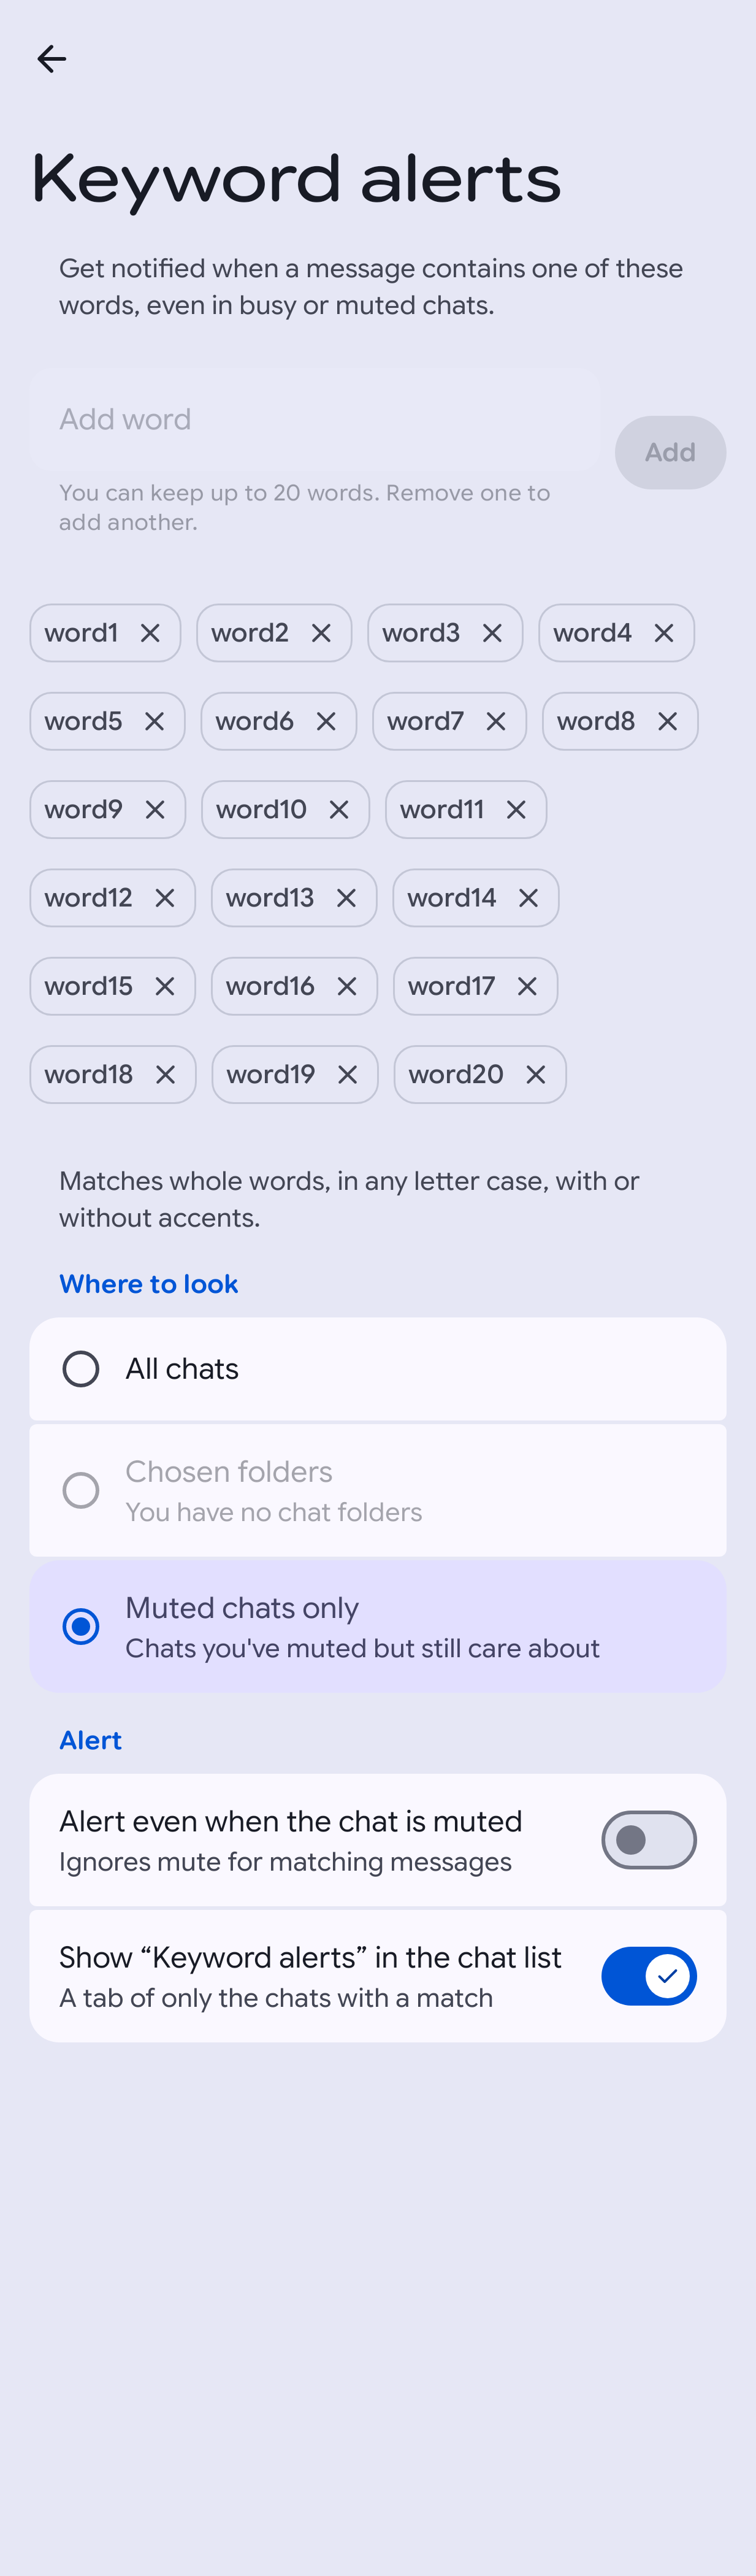 Keyword alerts
Get notified when a message contains one of these
words, even in busy or muted chats.
Add word
Add
You can keep up to 20 words. Remove one to
add another.
word1 word2 word3 word4
word5 word6 word7 word8
word9 word10 word11
word12 word13 word14
word15 word16 word17
word18 word19 word20
Matches whole words, in any letter case, with or
without accents.
Where to look
All chats
Chosen folders
You have no chat folders
Muted chats only
Chats you've muted but still care about
Alert
Alert even when the chat is muted
Ignores mute for matching messages
Show “Keyword alerts” in the chat list
A tab of only the chats with a match